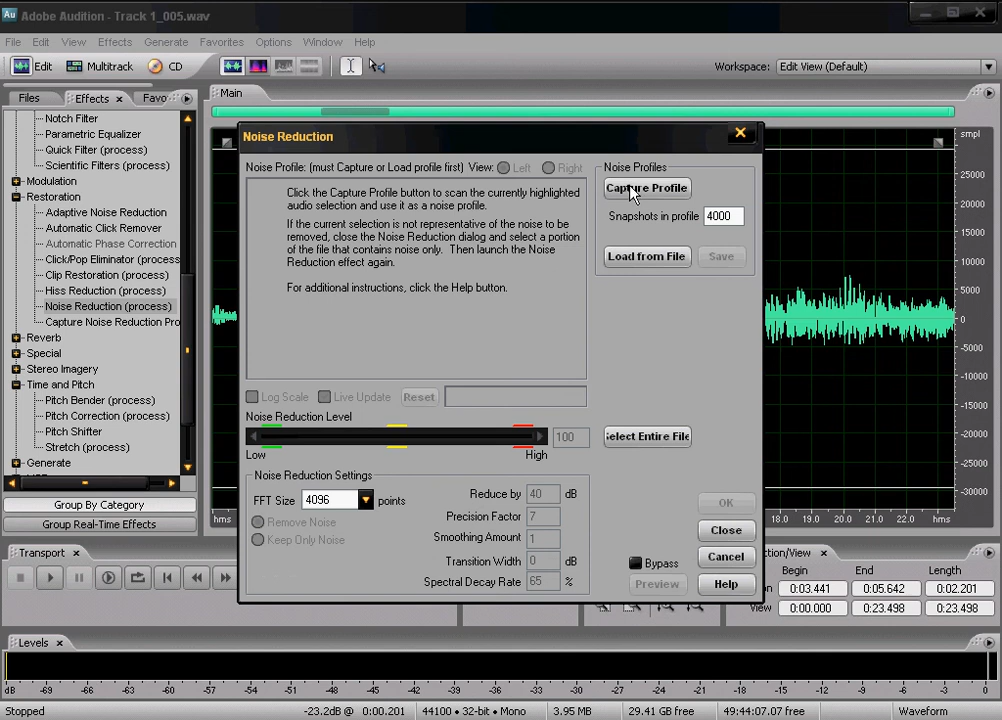 Au Adobe Audition - Track 1_005.wav
File Edit View Effects Generate Favorites Options Window Help
Edit Multitrack CD
Workspace: Edit View (Default)
Files Effects Favo
Main
Notch Filter
Parametric Equalizer
Quick Filter (process)
Scientific Filters (process)
Modulation
Restoration
Adaptive Noise Reduction
Automatic Click Remover
Automatic Phase Correction
Click/Pop Eliminator (process
Clip Restoration (process)
Hiss Reduction (process)
Noise Reduction (process)
Capture Noise Reduction Pro
Reverb
Special
Stereo Imagery
Time and Pitch
Pitch Bender (process)
Pitch Correction (process)
Pitch Shifter
Stretch (process)
Generate
Group By Category
Group Real-Time Effects
Noise Reduction
Noise Profile: (must Capture or Load profile first) View: Left Right
Click the Capture Profile button to scan the currently highlighted
audio selection and use it as a noise profile.
If the current selection is not representative of the noise to be
removed, close the Noise Reduction dialog and select a portion
of the file that contains noise only. Then launch the Noise
Reduction effect again.
For additional instructions, click the Help button.
Noise Profiles
Capture Profile
Snapshots in profile 4000
Load from File Save
Log Scale Live Update Reset
Noise Reduction Level
100
Select Entire File
Low High
Noise Reduction Settings
FFT Size 4096 points
Remove Noise
Keep Only Noise
Reduce by 40 dB
Precision Factor 7
Smoothing Amount 1
Transition Width 0 dB
Spectral Decay Rate 65 %
OK
Close
Cancel
Bypass
Preview Help
smpl
25000
20000
15000
10000
5000
0
-5000
-10000
-15000
-20000
-25000
-30000
hms 18.0 19.0 20.0 21.0 22.0 hms
Transport
ction/View
Begin End Length
on 0:03.441 0:05.642 0:02.201
View 0:00.000 0:23.498 0:23.498
Levels
dB -69 -66 -63 -60 -57 -54 -51 -48 -45 -42 -39 -36 -33 -30 -27 -24 -21 -18 -15 -12 -9 -6 -3 0
Stopped -23.2dB @ 0:00.201 44100 • 32-bit • Mono 3.95 MB 29.41 GB free 49:44:07.07 free Waveform